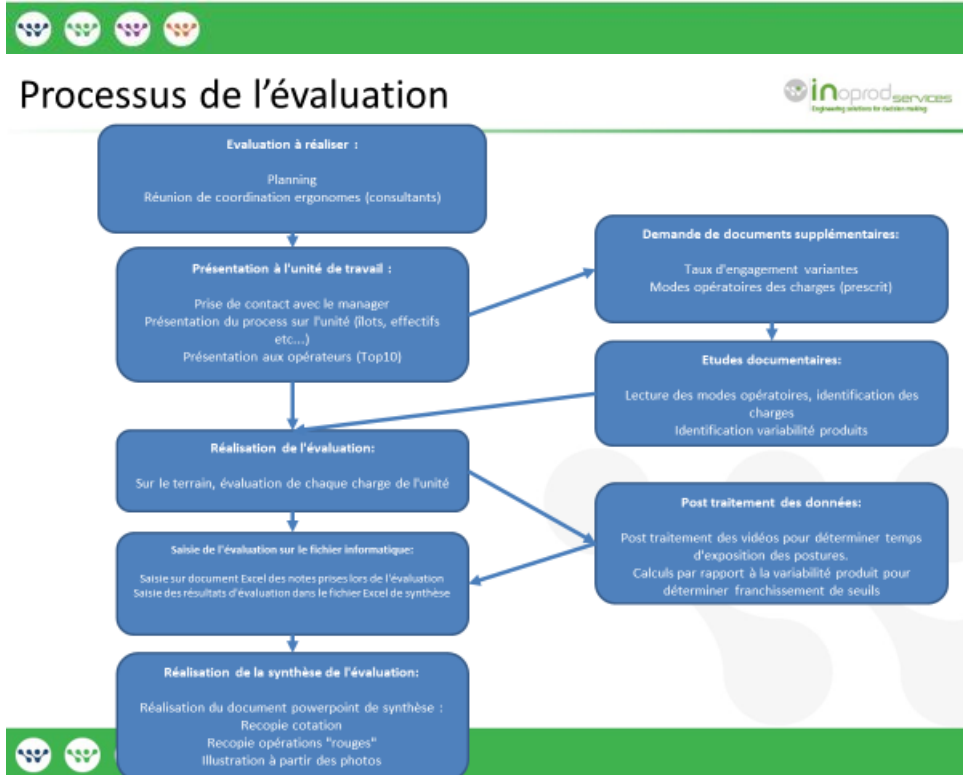 Processus de l'évaluation
inoprod services
Engineering solutions for decision making
Evaluation à réaliser :
Planning
Réunion de coordination ergonomes (consultants)
Présentation à l'unité de travail :
Prise de contact avec le manager
Présentation du process sur l'unité (îlots, effectifs
etc...)
Présentation aux opérateurs (Top10)
Demande de documents supplémentaires:
Taux d'engagement variantes
Modes opératoires des charges (prescrit)
Etudes documentaires:
Lecture des modes opératoires, identification des
charges
Identification variabilité produits
Réalisation de l'évaluation:
Sur le terrain, évaluation de chaque charge de l'unité
Post traitement des données:
Post traitement des vidéos pour déterminer temps
d'exposition des postures.
Calculs par rapport à la variabilité produit pour
déterminer franchissement de seuils
Saisie de l'évaluation sur le fichier informatique:
Saisie sur document Excel des notes prises lors de l'évaluation
Saisie des résultats d'évaluation dans le fichier Excel de synthèse
Réalisation de la synthèse de l'évaluation:
Réalisation du document powerpoint de synthèse :
Recopie cotation
Recopie opérations "rouges"
Illustration à partir des photos